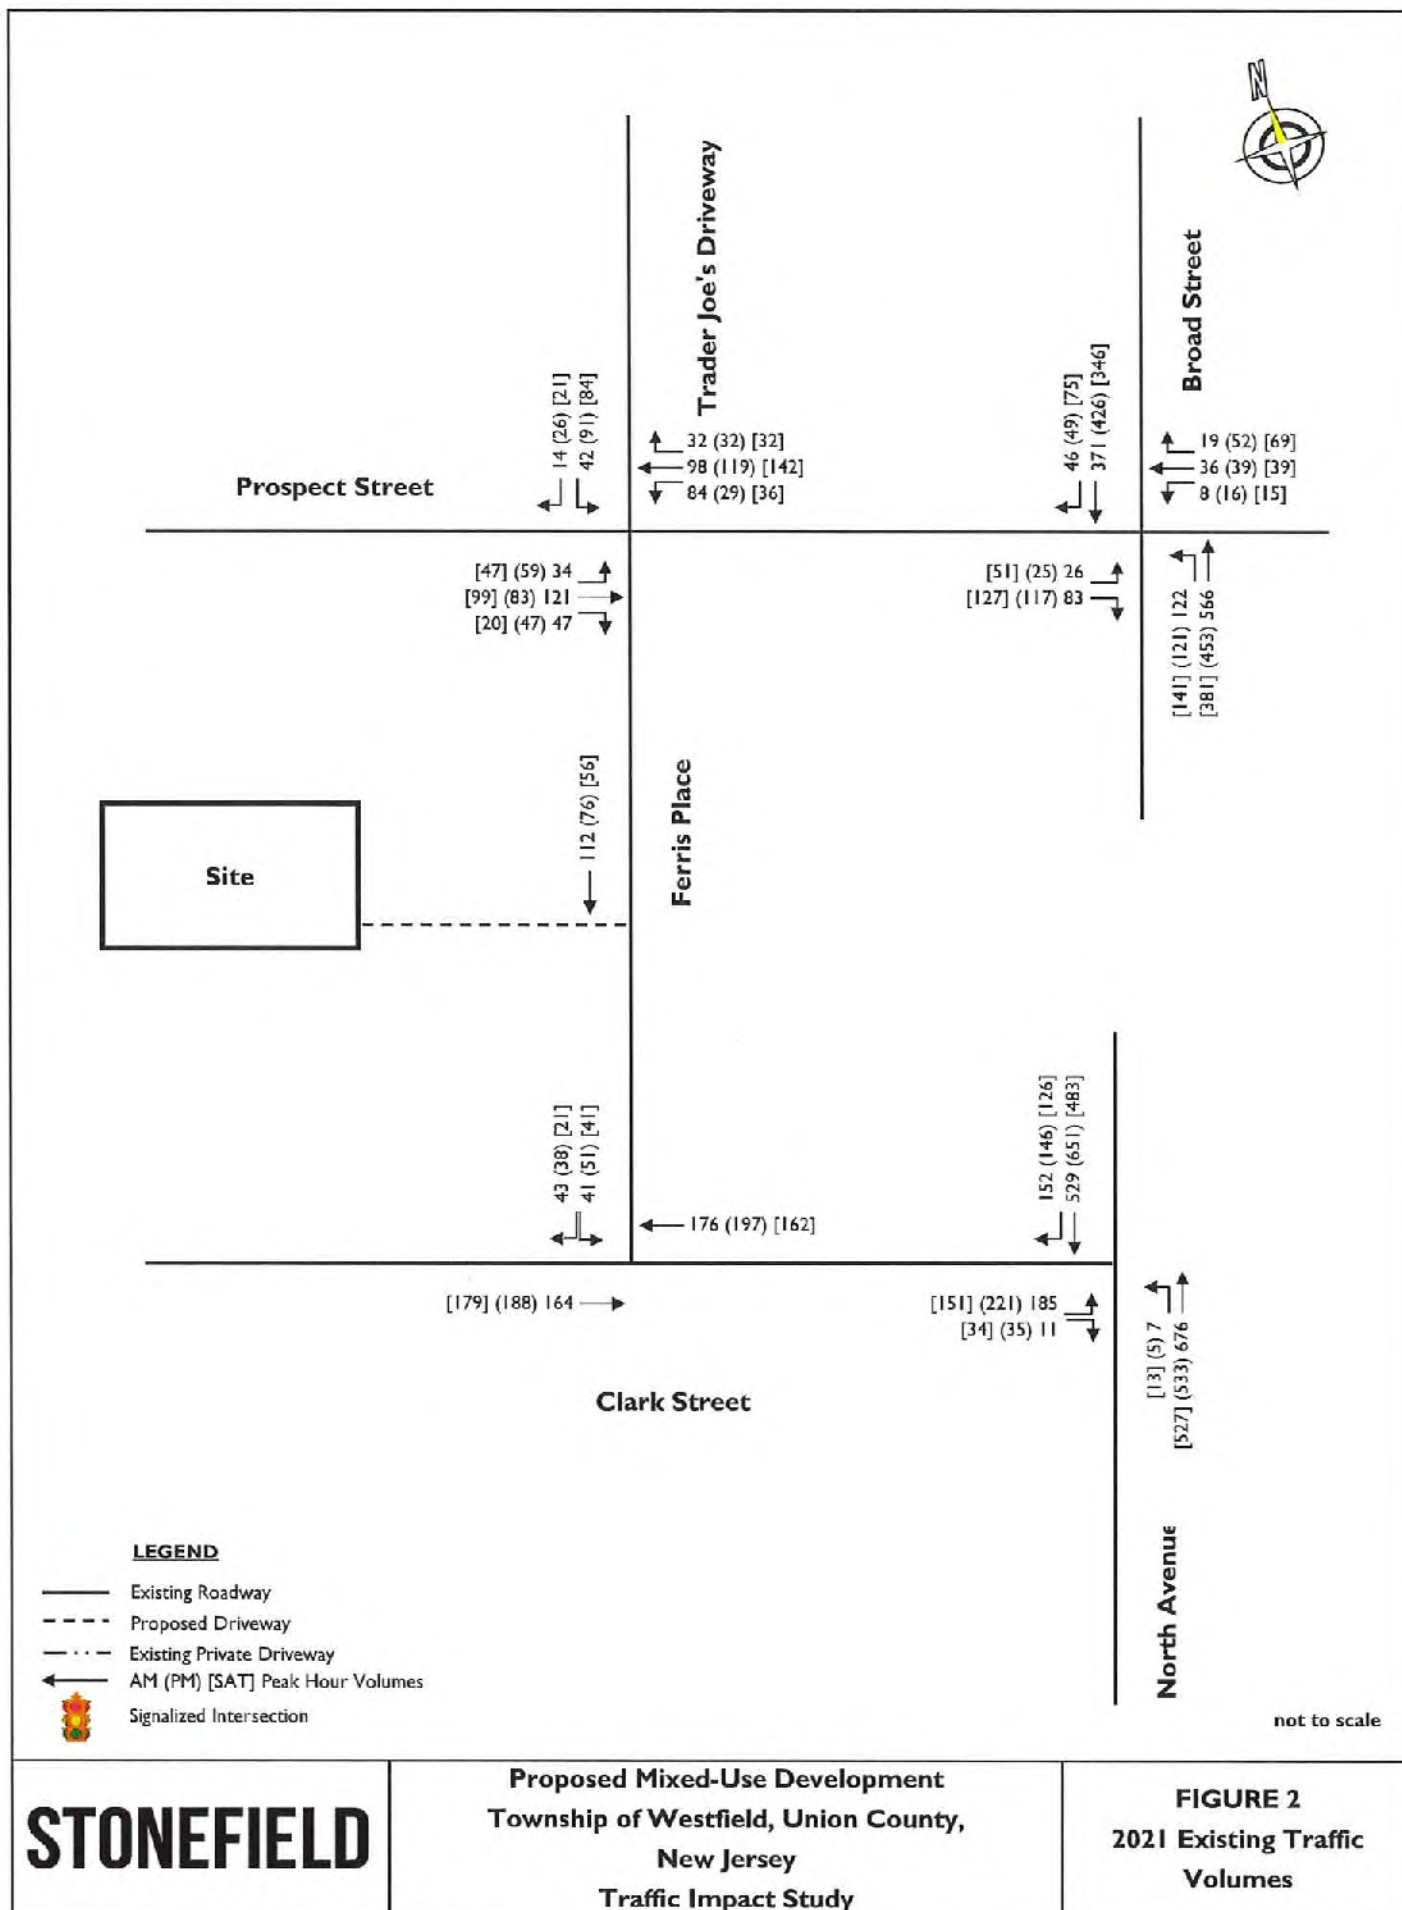 N
Trader Joe's Driveway
Broad Street
14 (26) [21]
42 (91) [84]
32 (32) [32]
98 (119) [142]
84 (29) [36]
46 (49) [75]
371 (426) [346]
19 (52) [69]
36 (39) [39]
8 (16) [15]
Prospect Street
[47] (59) 34
[99] (83) 121
[20] (47) 47
[51] (25) 26
[127] (117) 83
[141] (121) 122
[381] (453) 566
112 (76) [56]
Ferris Place
Site
43 (38) [21]
41 (51) [41]
176 (197) [162]
152 (146) [126]
529 (651) [483]
[179] (188) 164
[151] (221) 185
[34] (35) 11
[13] (5) 7
[527] (533) 676
Clark Street
North Avenue
LEGEND
Existing Roadway
Proposed Driveway
Existing Private Driveway
AM (PM) [SAT] Peak Hour Volumes
Signalized Intersection
not to scale
STONEFIELD
Proposed Mixed-Use Development
Township of Westfield, Union County,
New Jersey
Traffic Impact Study
FIGURE 2
2021 Existing Traffic
Volumes